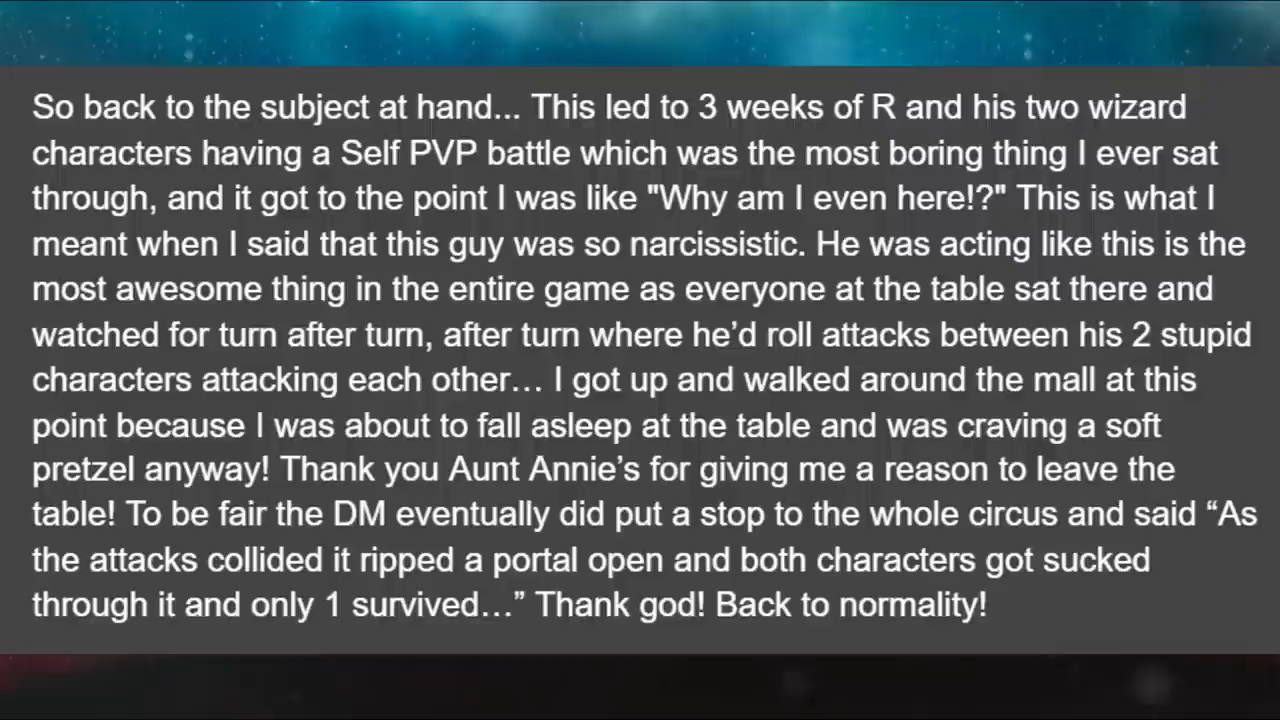 So back to the subject at hand... This led to 3 weeks of R and his two wizard
characters having a Self PVP battle which was the most boring thing I ever sat
through, and it got to the point I was like "Why am I even here!?" This is what I
meant when I said that this guy was so narcissistic. He was acting like this is the
most awesome thing in the entire game as everyone at the table sat there and
watched for turn after turn, after turn where he’d roll attacks between his 2 stupid
characters attacking each other… I got up and walked around the mall at this
point because I was about to fall asleep at the table and was craving a soft
pretzel anyway! Thank you Aunt Annie’s for giving me a reason to leave the
table! To be fair the DM eventually did put a stop to the whole circus and said “As
the attacks collided it ripped a portal open and both characters got sucked
through it and only 1 survived…” Thank god! Back to normality!